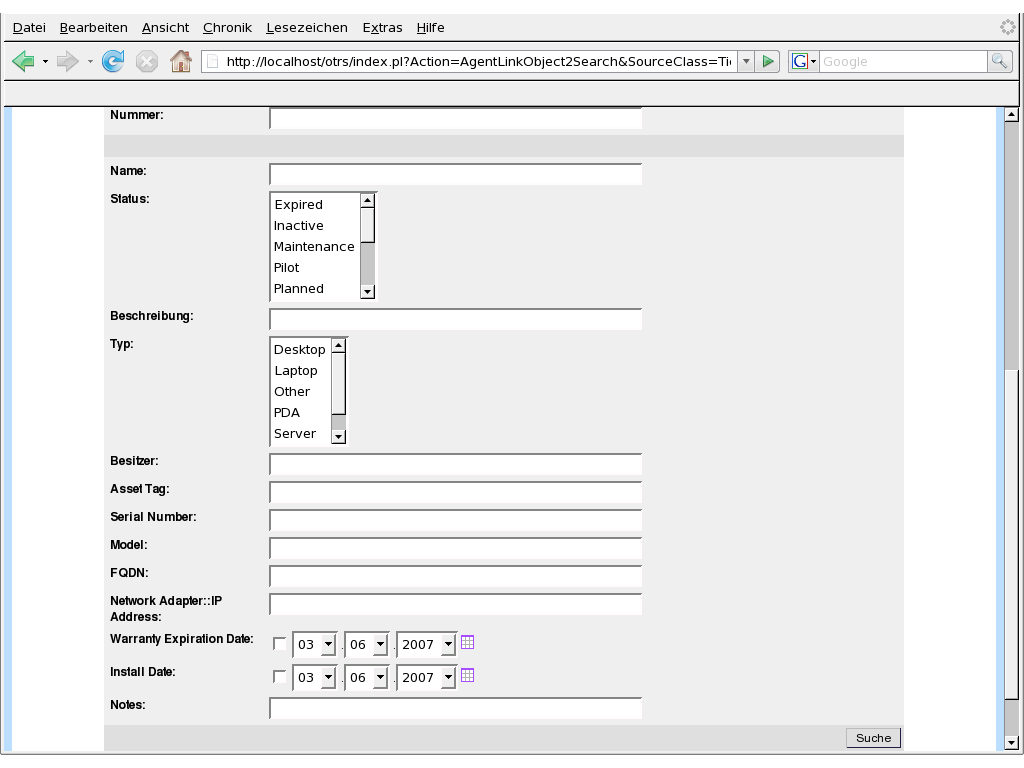 Datei Bearbeiten Ansicht Chronik Lesezeichen Extras Hilfe
http://localhost/otrs/index.pl?Action=AgentLinkObject2Search&SourceClass=Ti
G Google
Nummer:
Name:
Status:
Expired
Inactive
Maintenance
Pilot
Planned
Beschreibung:
Typ:
Desktop
Laptop
Other
PDA
Server
Besitzer:
Asset Tag:
Serial Number:
Model:
FQDN:
Network Adapter::IP
Address:
Warranty Expiration Date: 03 . 06 . 2007
Install Date: 03 . 06 . 2007
Notes:
Suche